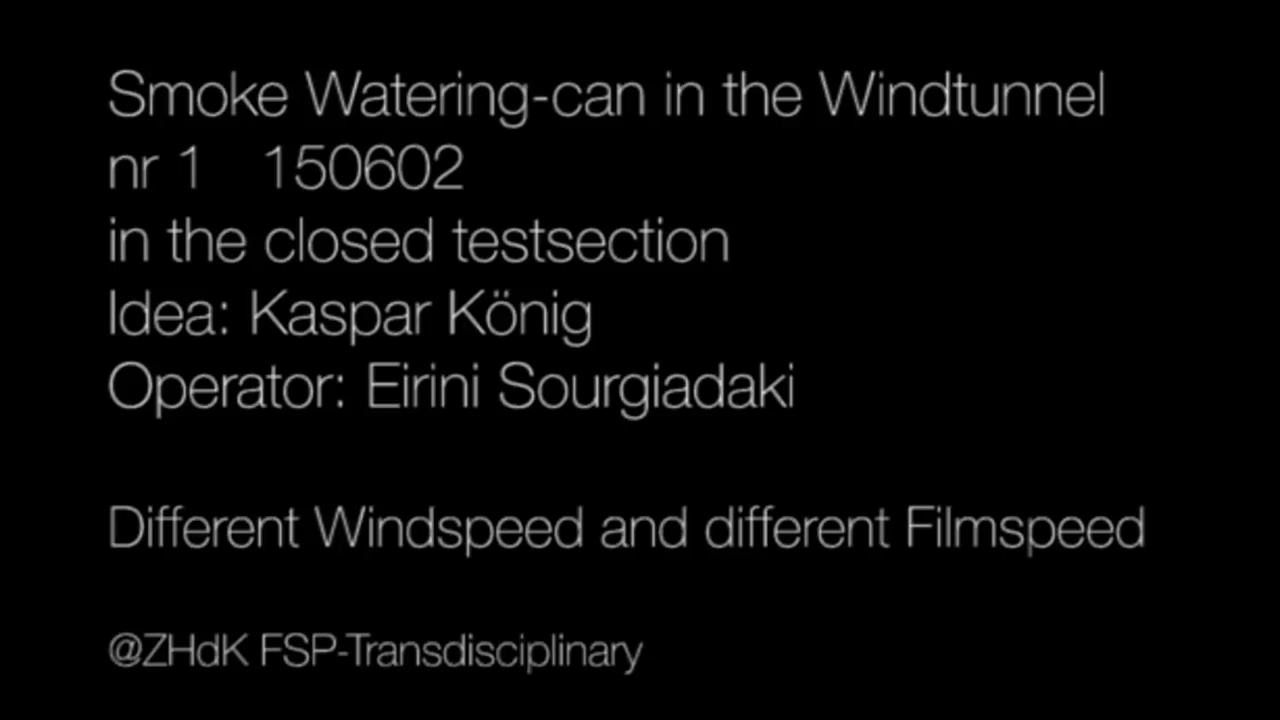 Smoke Watering-can in the Windtunnel
nr 1 150602
in the closed testsection
Idea: Kaspar König
Operator: Eirini Sourgiadaki
Different Windspeed and different Filmspeed
@ZHdK FSP-Transdisciplinary